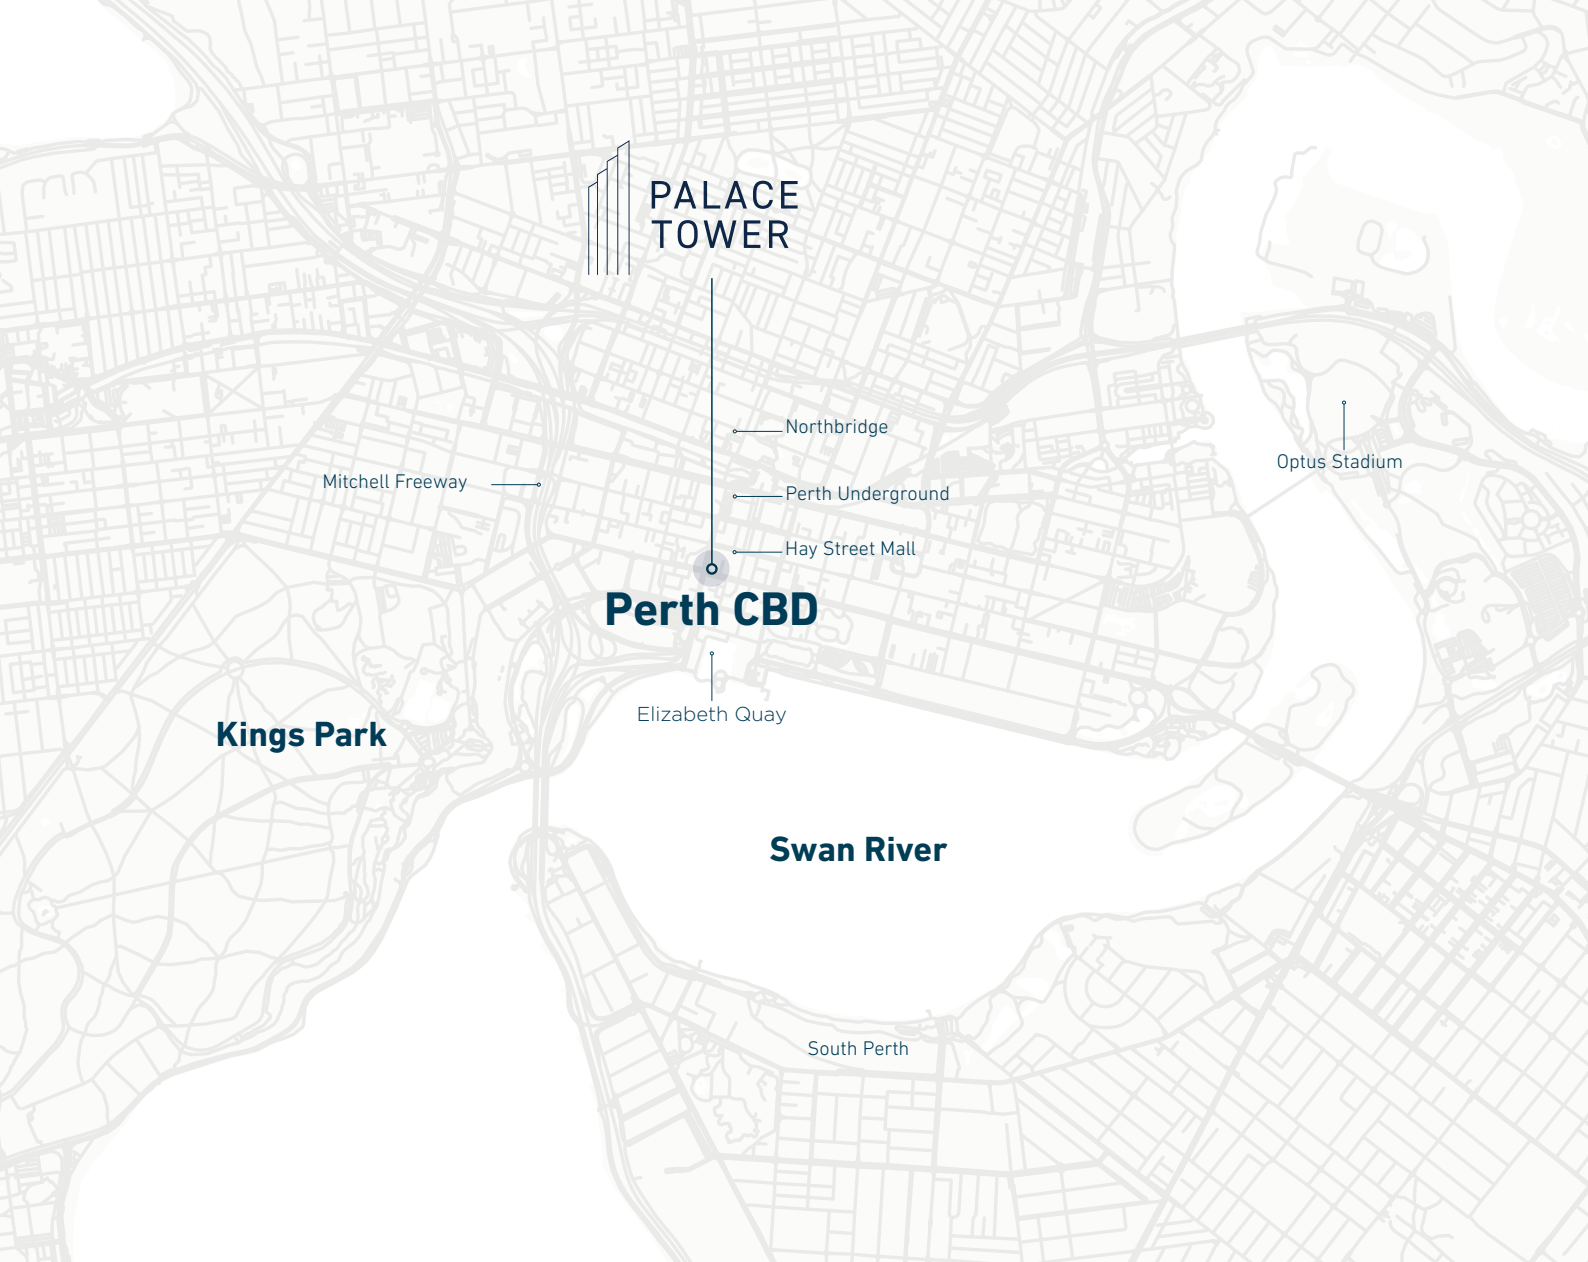 PALACE
TOWER
Northbridge
Optus Stadium
Mitchell Freeway
Perth Underground
Hay Street Mall
Perth CBD
Elizabeth Quay
Kings Park
Swan River
South Perth